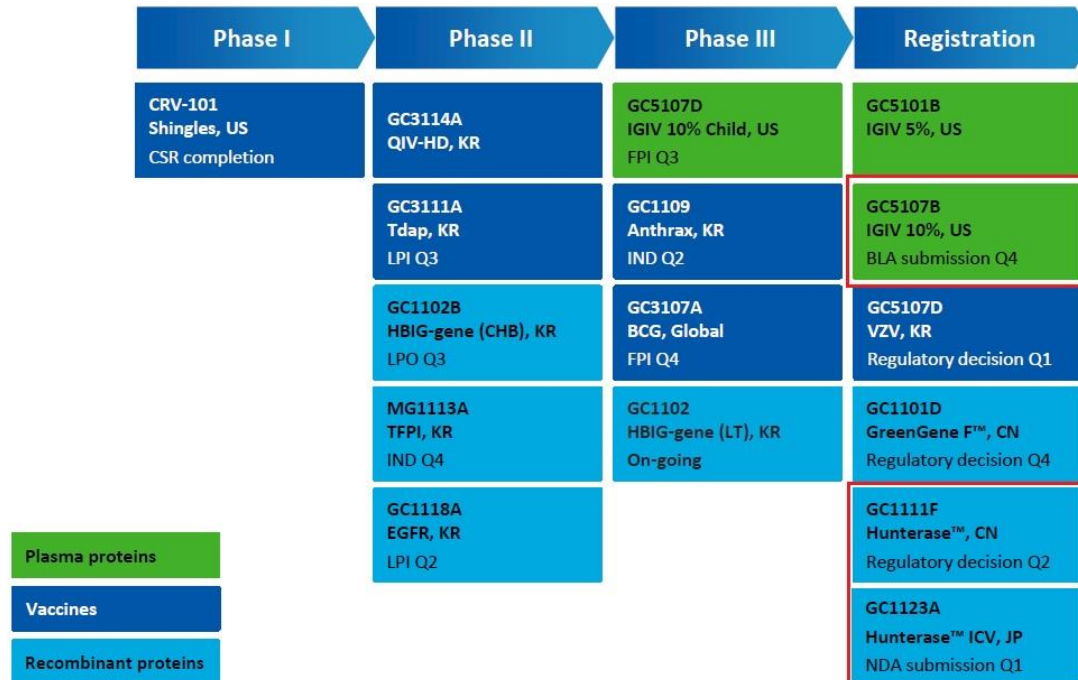 Phase I
Phase II
Phase III
Registration
CRV-101
Shingles, US
CSR completion
GC3114A
QIV-HD, KR
GC5107D
IGIV 10% Child, US
FPI Q3
GC5101B
IGIV 5%, US
GC3111A
Tdap, KR
LPI Q3
GC1109
Anthrax, KR
IND Q2
GC5107B
IGIV 10%, US
BLA submission Q4
GC1102B
HBIG-gene (CHB), KR
LPO Q3
GC3107A
BCG, Global
FPI Q4
GC5107D
VZV, KR
Regulatory decision Q1
MG1113A
TFPI, KR
IND Q4
GC1102
HBIG-gene (LT), KR
On-going
GC1101D
GreenGene F™, CN
Regulatory decision Q4
GC1118A
EGFR, KR
LPI Q2
GC1111F
Hunterase™, CN
Regulatory decision Q2
GC1123A
Hunterase™ ICV, JP
NDA submission Q1
Plasma proteins
Vaccines
Recombinant proteins